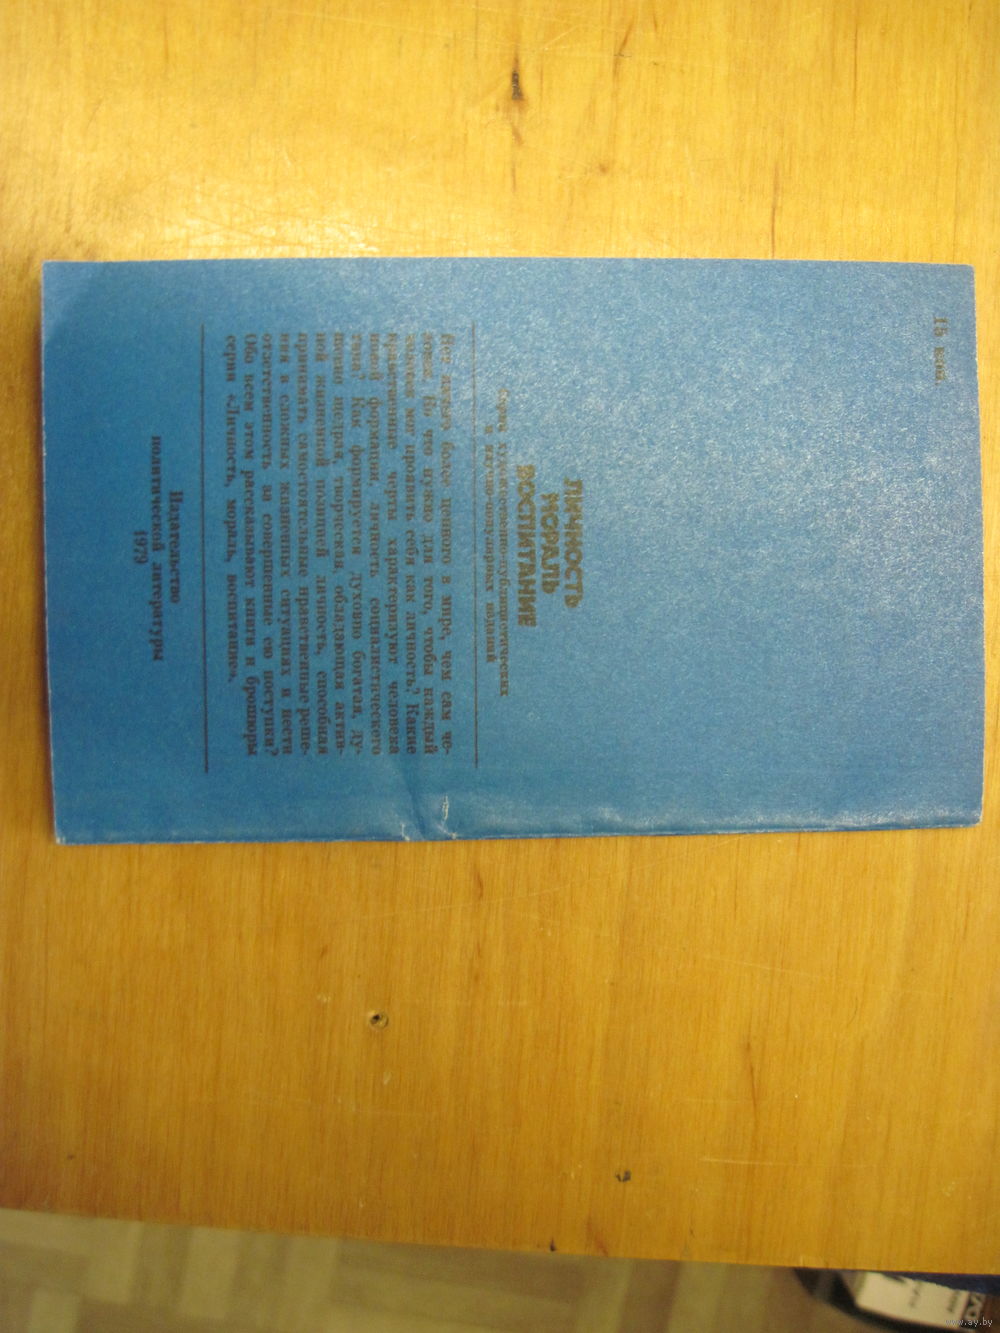 15 коп.
ЛИЧНОСТЬ
МОРАЛЬ
ВОСПИТАНИЕ
Серия художественно-публицистических
и научно-популярных изданий
Нет ничего более ценного в мире, чем сам че-
ловек. Но что нужно для того, чтобы каждый
человек мог проявить себя как личность? Какие
нравственные черты характеризуют человека
новой формации, личность социалистического
типа? Как формируется духовно богатая, ду-
шевно щедрая, творческая, обладающая актив-
ной жизненной позицией личность, способная
принимать самостоятельные нравственные реше-
ния в сложных жизненных ситуациях и нести
ответственность за совершенные ею поступки?
Обо всем этом рассказывают книги и брошюры
серии «Личность, мораль, воспитание».
Издательство
политической литературы
1979
www.ay.by